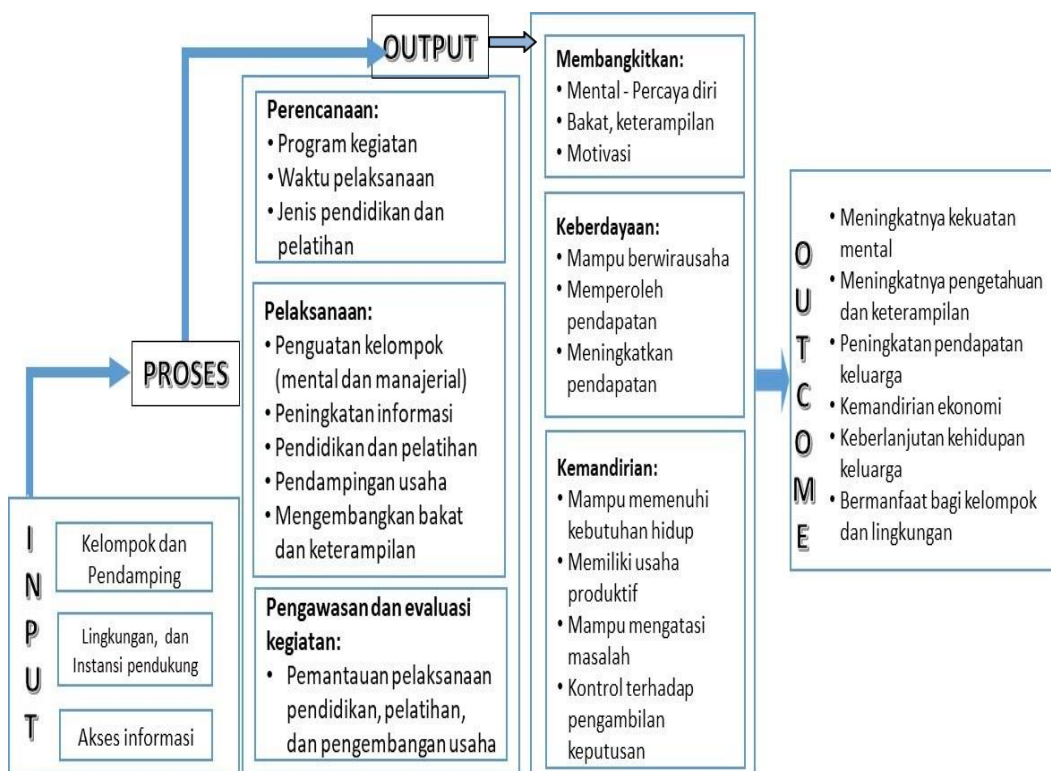 INPUT
Kelompok dan
Pendamping
Lingkungan, dan
Instansi pendukung
Akses informasi
PROSES
Perencanaan:
• Program kegiatan
• Waktu pelaksanaan
• Jenis pendidikan dan
pelatihan
Pelaksanaan:
• Penguatan kelompok
(mental dan manajerial)
• Peningkatan informasi
• Pendidikan dan pelatihan
• Pendampingan usaha
• Mengembangkan bakat
dan keterampilan
Pengawasan dan evaluasi
kegiatan:
• Pemantauan pelaksanaan
pendidikan, pelatihan,
dan pengembangan usaha
OUTPUT
Membangkitkan:
• Mental - Percaya diri
• Bakat, keterampilan
• Motivasi
Keberdayaan:
• Mampu berwirausaha
• Memperoleh
pendapatan
• Meningkatkan
pendapatan
Kemandirian:
• Mampu memenuhi
kebutuhan hidup
• Memiliki usaha
produktif
• Mampu mengatasi
masalah
• Kontrol terhadap
pengambilan
keputusan
OUTCOME
• Meningkatnya kekuatan
mental
• Meningkatnya pengetahuan
dan keterampilan
• Peningkatan pendapatan
keluarga
• Kemandirian ekonomi
• Keberlanjutan kehidupan
keluarga
• Bermanfaat bagi kelompok
dan lingkungan